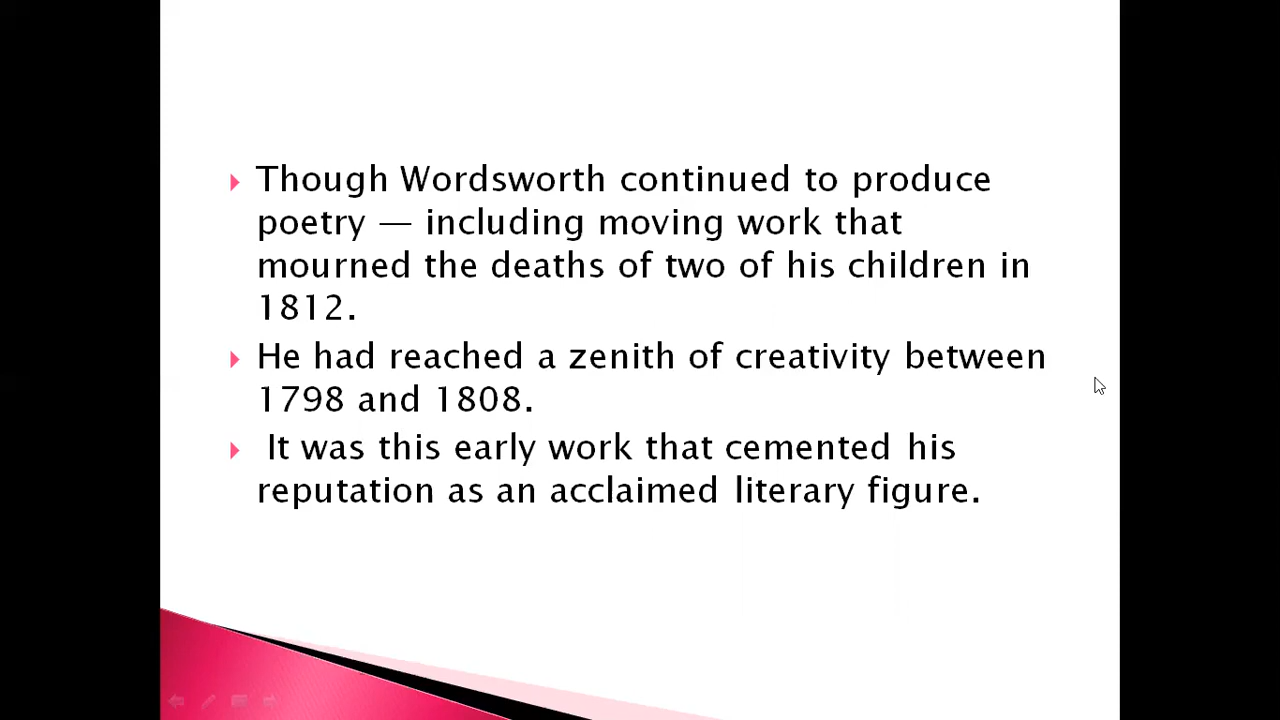 Though Wordsworth continued to produce
poetry — including moving work that
mourned the deaths of two of his children in
1812.
He had reached a zenith of creativity between
1798 and 1808.
It was this early work that cemented his
reputation as an acclaimed literary figure.